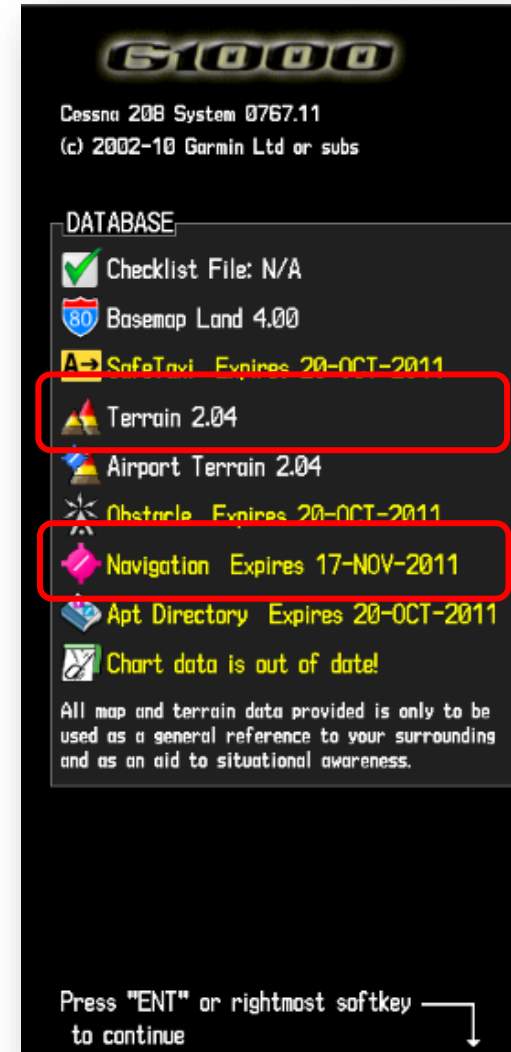 G1000
Cessna 208 System 0767.11
(c) 2002-10 Garmin Ltd or subs
DATABASE
Checklist File: N/A
80 Basemap Land 4.00
A→ SafeTaxi Expires 20-OCT-2011
Terrain 2.04
Airport Terrain 2.04
Obstacle Expires 20-OCT-2011
Navigation Expires 17-NOV-2011
Apt Directory Expires 20-OCT-2011
Chart data is out of date!
All map and terrain data provided is only to be
used as a general reference to your surrounding
and as an aid to situational awareness.
Press "ENT" or rightmost softkey
to continue